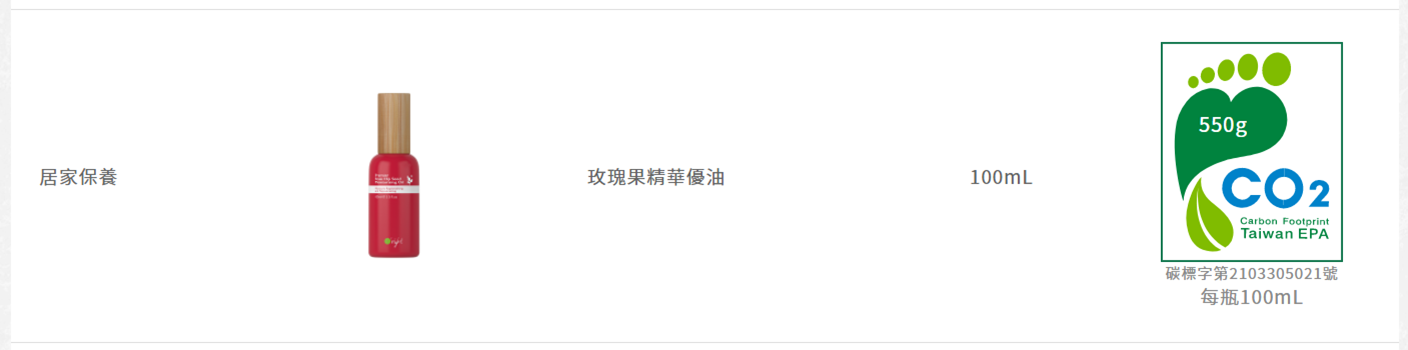 居家保養
玫瑰果精華優油
100mL
550g
CO2
Carbon Footprint
Taiwan EPA
碳標字第2103305021號
每瓶100mL